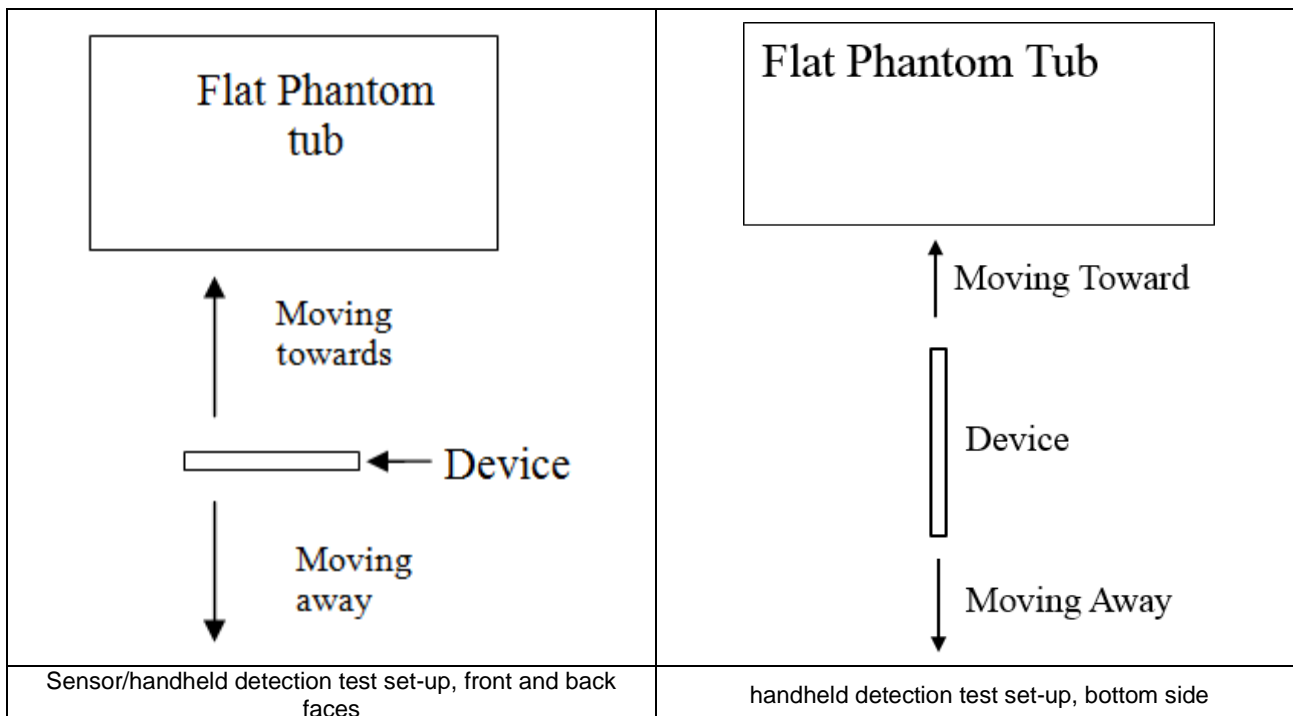 Flat Phantom
tub
Moving
towards
Device
Moving
away
Sensor/handheld detection test set-up, front and back
faces
Flat Phantom Tub
Moving Toward
Device
Moving Away
handheld detection test set-up, bottom side